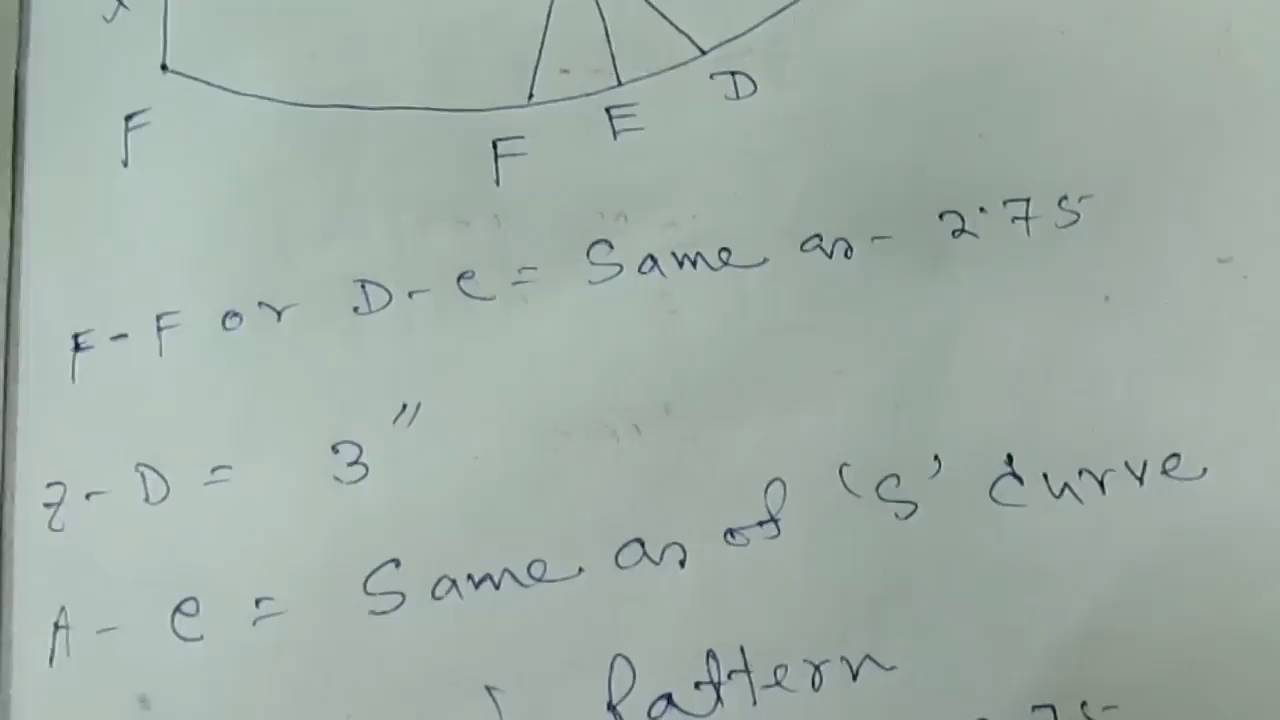 F F E D
F-F or D-e = Same as - 2.75
Z-D = 3"
A - e = Same as of 'S' Curve
Pattern